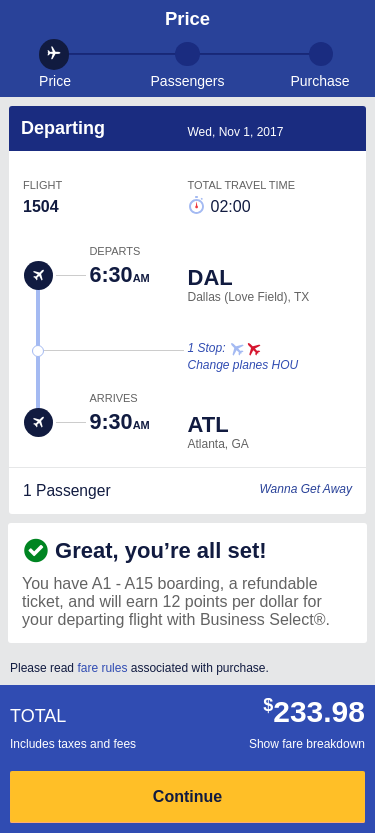 Price
Price Passengers Purchase
Departing Wed, Nov 1, 2017
FLIGHT TOTAL TRAVEL TIME
1504 02:00
DEPARTS
6:30AM DAL
Dallas (Love Field), TX
1 Stop:
Change planes HOU
ARRIVES
9:30AM ATL
Atlanta, GA
1 Passenger Wanna Get Away
Great, you’re all set!
You have A1 - A15 boarding, a refundable
ticket, and will earn 12 points per dollar for
your departing flight with Business Select®.
Please read fare rules associated with purchase.
TOTAL $233.98
Includes taxes and fees Show fare breakdown
Continue